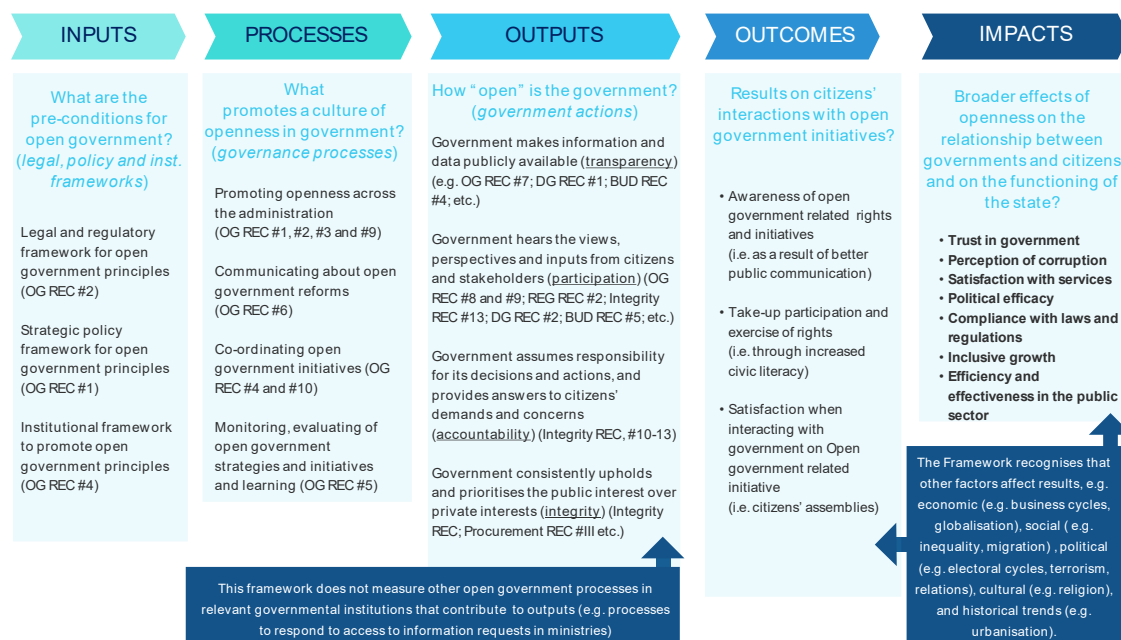 INPUTS
PROCESSES
OUTPUTS
OUTCOMES
IMPACTS
What are the
pre-conditions for
open government?
(legal, policy and inst.
frameworks)
Legal and regulatory
framework for open
government principles
(OG REC #2)
Strategic policy
framework for open
government principles
(OG REC #1)
Institutional framework
to promote open
government principles
(OG REC #4)
What
promotes a culture of
openness in government?
(governance processes)
Promoting openness across
the administration
(OG REC #1, #2, #3 and #9)
Communicating about open
government reforms
(OG REC #6)
Co-ordinating open
government initiatives (OG
REC #4 and #10)
Monitoring, evaluating of
open government
strategies and initiatives
and learning (OG REC #5)
How "open" is the government?
(government actions)
Government makes information and
data publicly available (transparency)
(e.g. OG REC #7; DG REC #1; BUD REC
#4; etc.)
Government hears the views,
perspectives and inputs from citizens
and stakeholders (participation) (OG
REC #8 and #9; REG REC #2; Integrity
REC #13; DG REC #2; BUD REC #5; etc.)
Government assumes responsibility
for its decisions and actions, and
provides answers to citizens'
demands and concerns
(accountability) (Integrity REC, #10-13)
Government consistently upholds
and prioritises the public interest over
private interests (integrity) (Integrity
REC; Procurement REC #III etc.)
Results on citizens'
interactions with open
government initiatives?
• Awareness of open
government related rights
and initiatives
(i.e. as a result of better
public communication)
• Take-up participation and
exercise of rights
(i.e. through increased
civic literacy)
• Satisfaction when
interacting with
government on Open
government related
initiative
(i.e. citizens' assemblies)
Broader effects of
openness on the
relationship between
governments and citizens
and on the functioning of
the state?
• Trust in government
• Perception of corruption
• Satisfaction with services
• Political efficacy
• Compliance with laws and
regulations
• Inclusive growth
• Efficiency and
effectiveness in the public
sector
This framework does not measure other open government processes in
relevant governmental institutions that contribute to outputs (e.g. processes
to respond to access to information requests in ministries)
The Framework recognises that
other factors affect results, e.g.
economic (e.g. business cycles,
globalisation), social ( e.g.
inequality, migration) , political
(e.g. electoral cycles, terrorism,
relations), cultural (e.g. religion),
and historical trends (e.g.
urbanisation).